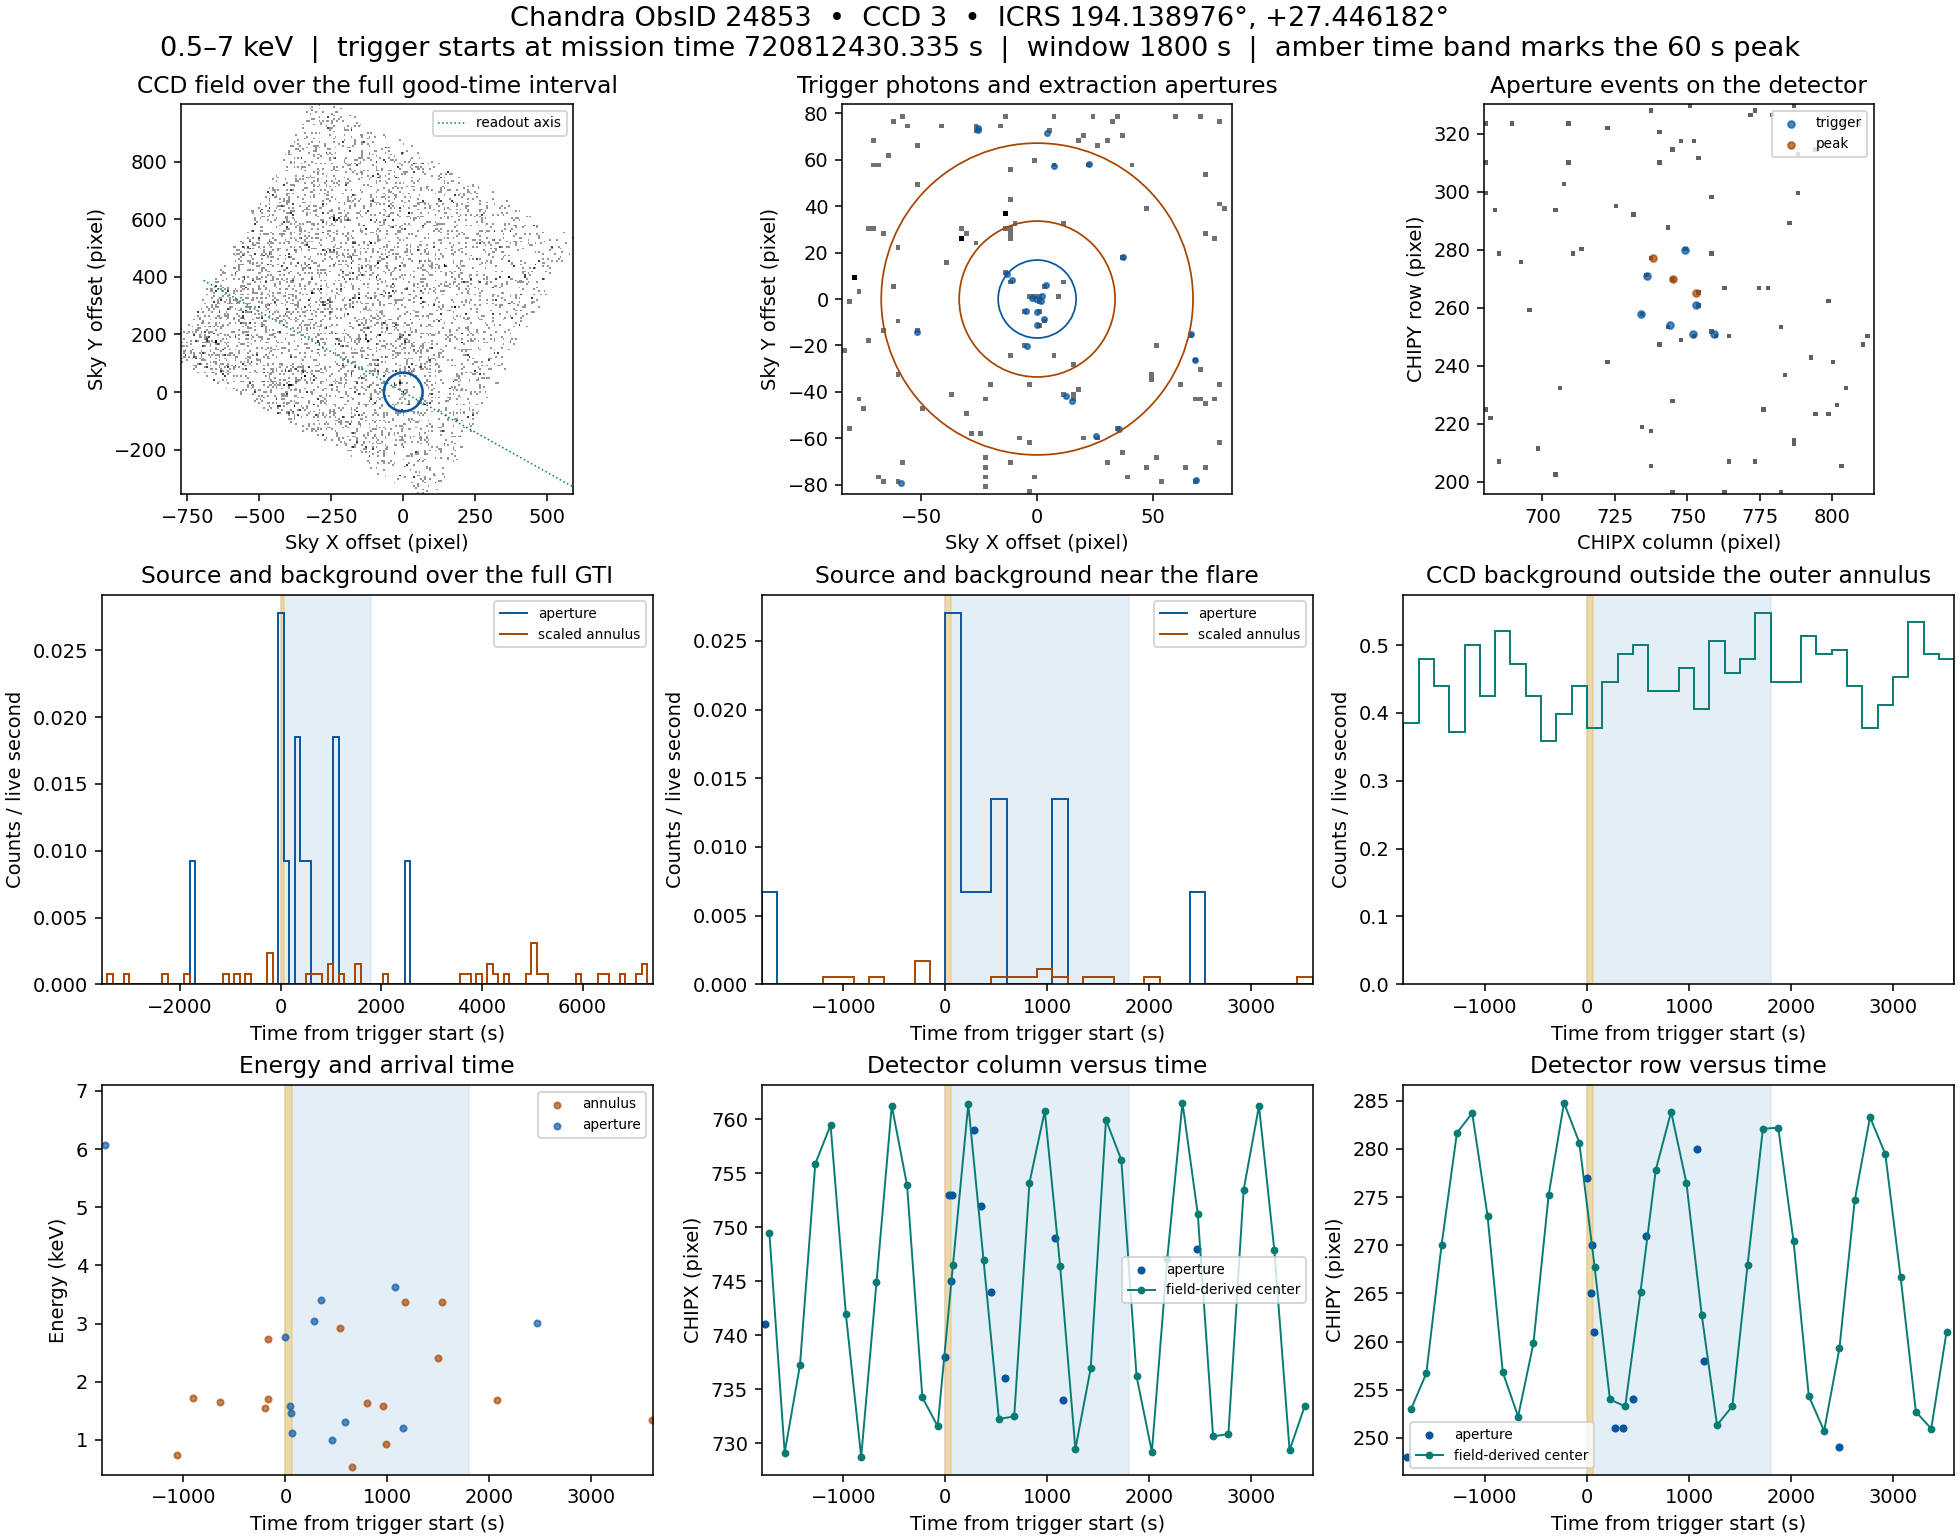 Chandra ObsID 24853 • CCD 3 • ICRS 194.138976°, +27.446182°
0.5–7 keV | trigger starts at mission time 720812430.335 s | window 1800 s | amber time band marks the 60 s peak
CCD field over the full good-time interval
readout axis
800
600
400
200
0
−200
−750 −500 −250 0 250 500
Sky X offset (pixel)
Sky Y offset (pixel)
Trigger photons and extraction apertures
80
60
40
20
0
−20
−40
−60
−80
−50 0 50
Sky X offset (pixel)
Sky Y offset (pixel)
Aperture events on the detector
trigger
peak
320
300
280
260
240
220
200
700 725 750 775 800
CHIPX column (pixel)
CHIPY row (pixel)
Source and background over the full GTI
aperture
scaled annulus
0.025
0.020
0.015
0.010
0.005
0.000
−2000 0 2000 4000 6000
Time from trigger start (s)
Counts / live second
Source and background near the flare
aperture
scaled annulus
0.025
0.020
0.015
0.010
0.005
0.000
−1000 0 1000 2000 3000
Time from trigger start (s)
Counts / live second
CCD background outside the outer annulus
0.5
0.4
0.3
0.2
0.1
0.0
−1000 0 1000 2000 3000
Time from trigger start (s)
Counts / live second
Energy and arrival time
annulus
aperture
7
6
5
4
3
2
1
−1000 0 1000 2000 3000
Time from trigger start (s)
Energy (keV)
Detector column versus time
aperture
field-derived center
760
755
750
745
740
735
730
−1000 0 1000 2000 3000
Time from trigger start (s)
CHIPX (pixel)
Detector row versus time
aperture
field-derived center
285
280
275
270
265
260
255
250
−1000 0 1000 2000 3000
Time from trigger start (s)
CHIPY (pixel)